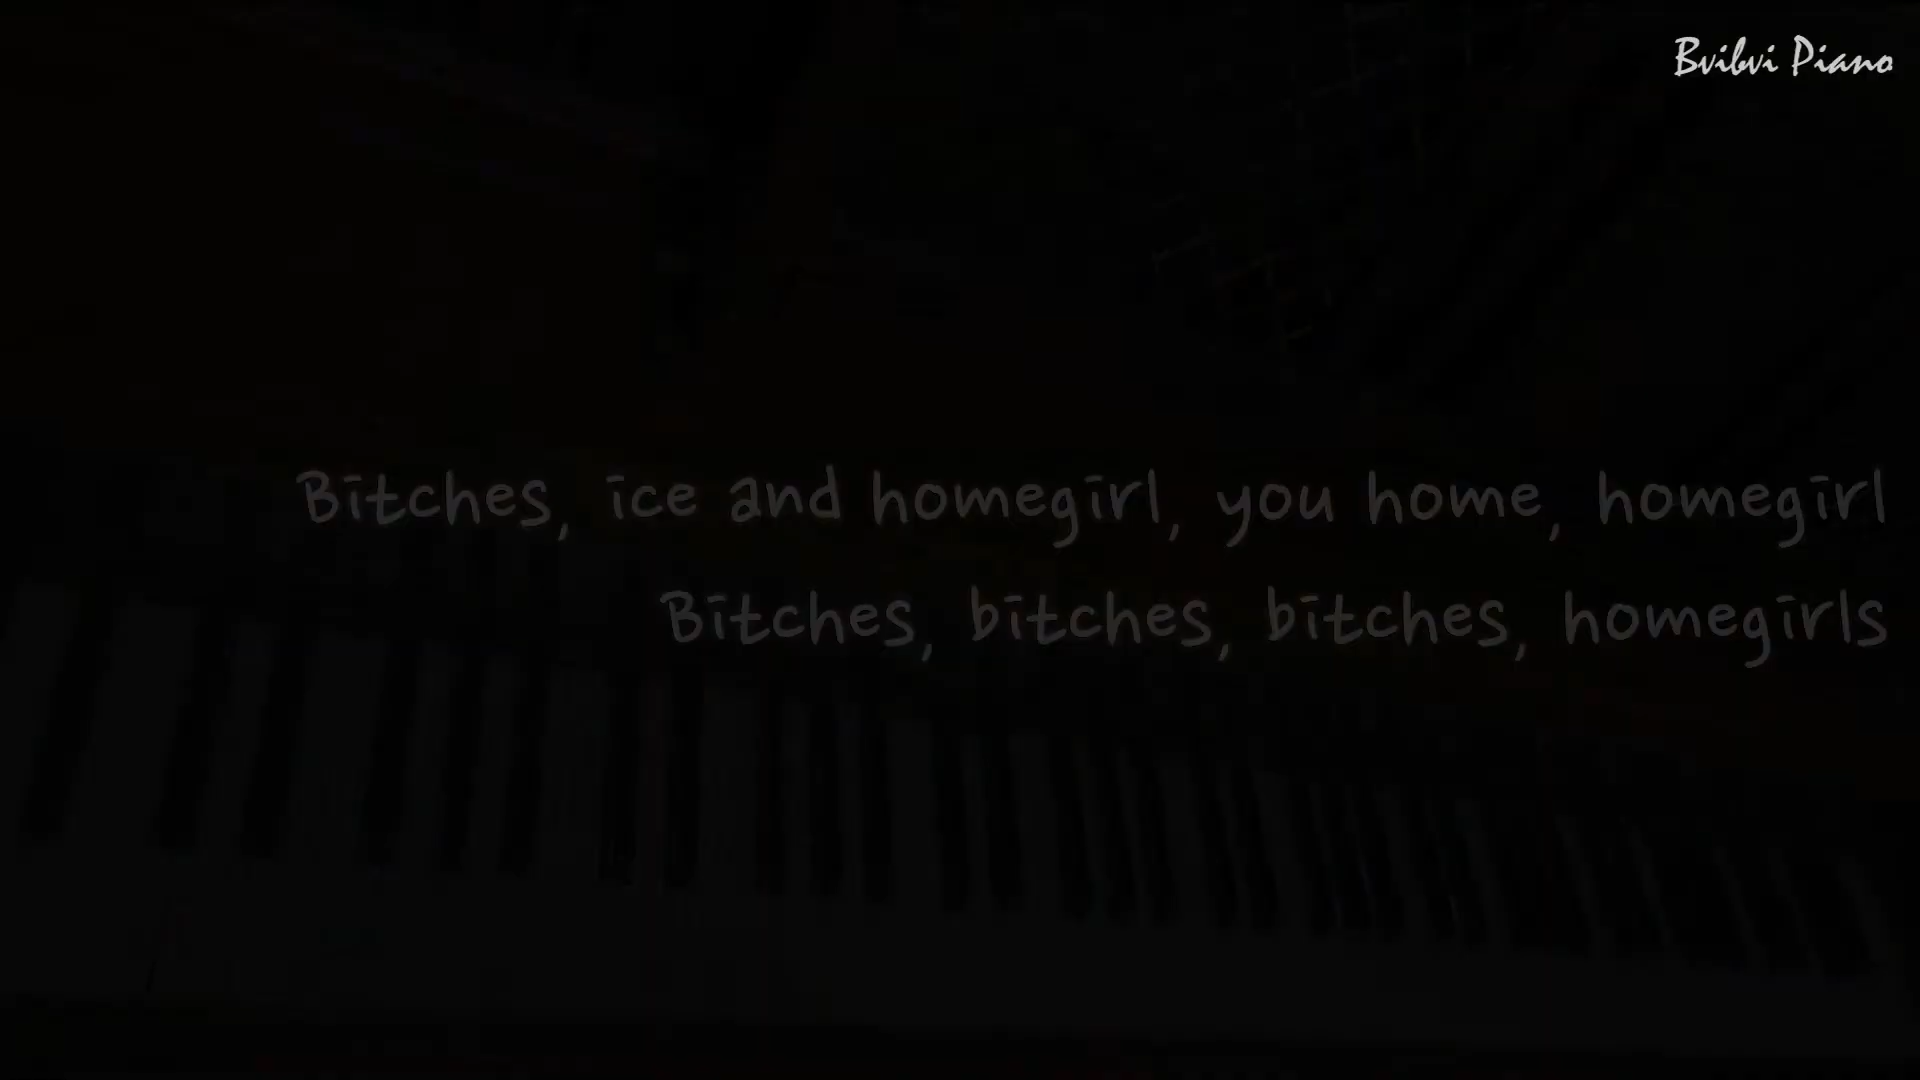 Bvibvi Piano
Bitches, ice and homegirl, you home, homegirl
Bitches, bitches, bitches, homegirls